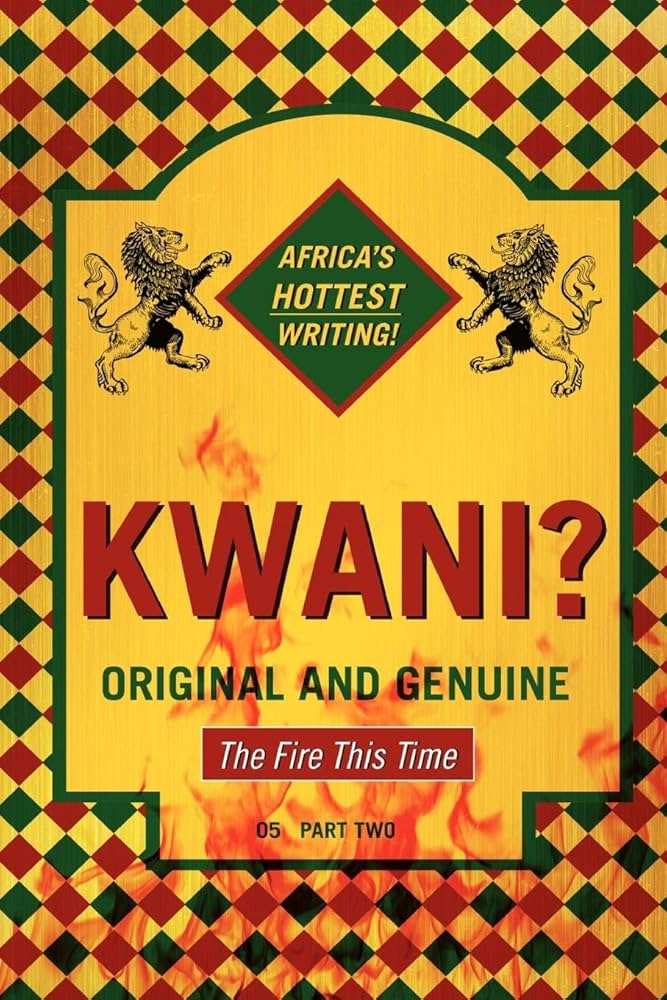 AFRICA'S
HOTTEST
WRITING!
KWANI?
ORIGINAL AND GENUINE
The Fire This Time
05 PART TWO